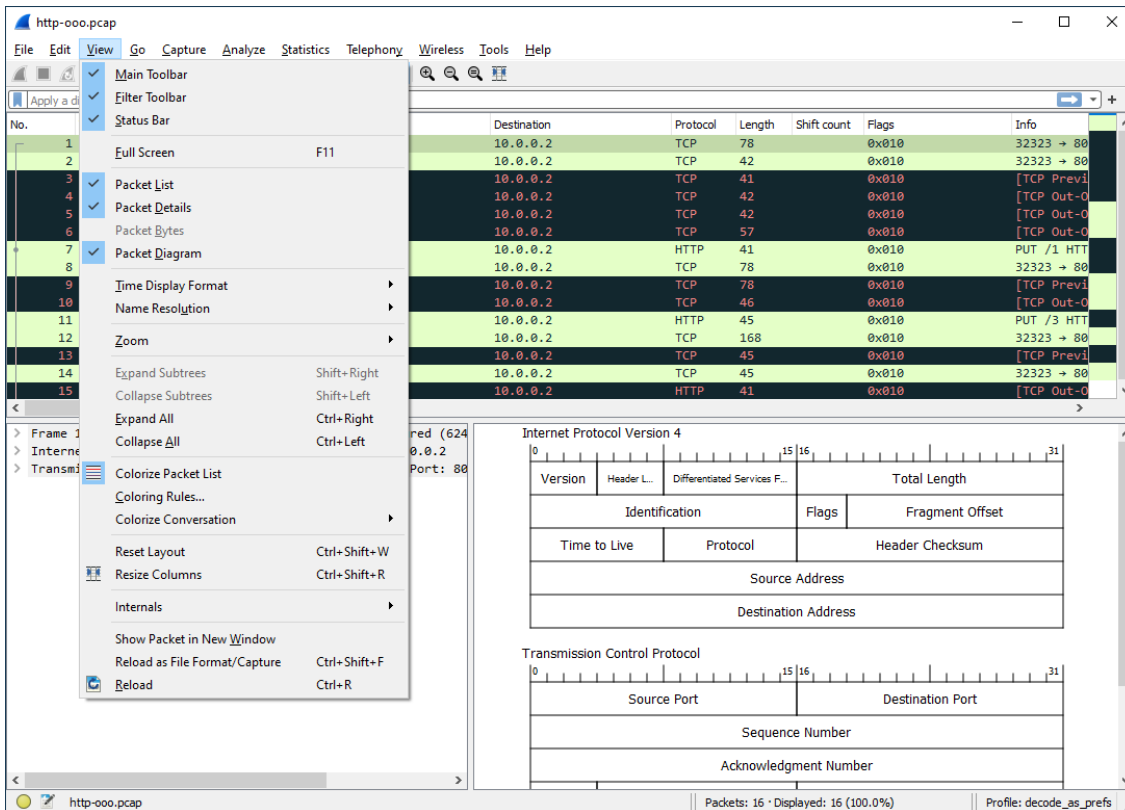 http-ooo.pcap
File Edit View Go Capture Analyze Statistics Telephony Wireless Tools Help
Apply a di
Main Toolbar
Filter Toolbar
Status Bar
Full Screen F11
Packet List
Packet Details
Packet Bytes
Packet Diagram
Time Display Format
Name Resolution
Zoom
Expand Subtrees Shift+Right
Collapse Subtrees Shift+Left
Expand All Ctrl+Right
Collapse All Ctrl+Left
Colorize Packet List
Coloring Rules...
Colorize Conversation
Reset Layout Ctrl+Shift+W
Resize Columns Ctrl+Shift+R
Internals
Show Packet in New Window
Reload as File Format/Capture Ctrl+Shift+F
Reload Ctrl+R
No. Destination Protocol Length Shift count Flags Info
1 10.0.0.2 TCP 78 0x010 32323 → 80
2 10.0.0.2 TCP 42 0x010 32323 → 80
3 10.0.0.2 TCP 41 0x010 [TCP Previ
4 10.0.0.2 TCP 42 0x010 [TCP Out-O
5 10.0.0.2 TCP 42 0x010 [TCP Out-O
6 10.0.0.2 TCP 57 0x010 [TCP Out-O
7 10.0.0.2 HTTP 41 0x010 PUT /1 HTT
8 10.0.0.2 TCP 78 0x010 32323 → 80
9 10.0.0.2 TCP 78 0x010 [TCP Previ
10 10.0.0.2 TCP 46 0x010 [TCP Out-O
11 10.0.0.2 HTTP 45 0x010 PUT /3 HTT
12 10.0.0.2 TCP 168 0x010 32323 → 80
13 10.0.0.2 TCP 45 0x010 [TCP Previ
14 10.0.0.2 TCP 45 0x010 32323 → 80
15 10.0.0.2 HTTP 41 0x010 [TCP Out-O
Frame 1 red (624
Interne 0.0.2
Transmi Port: 80
Internet Protocol Version 4
0 15 16 31
Version Header L... Differentiated Services F... Total Length
Identification Flags Fragment Offset
Time to Live Protocol Header Checksum
Source Address
Destination Address
Transmission Control Protocol
0 15 16 31
Source Port Destination Port
Sequence Number
Acknowledgment Number
http-ooo.pcap Packets: 16 · Displayed: 16 (100.0%) Profile: decode_as_prefs